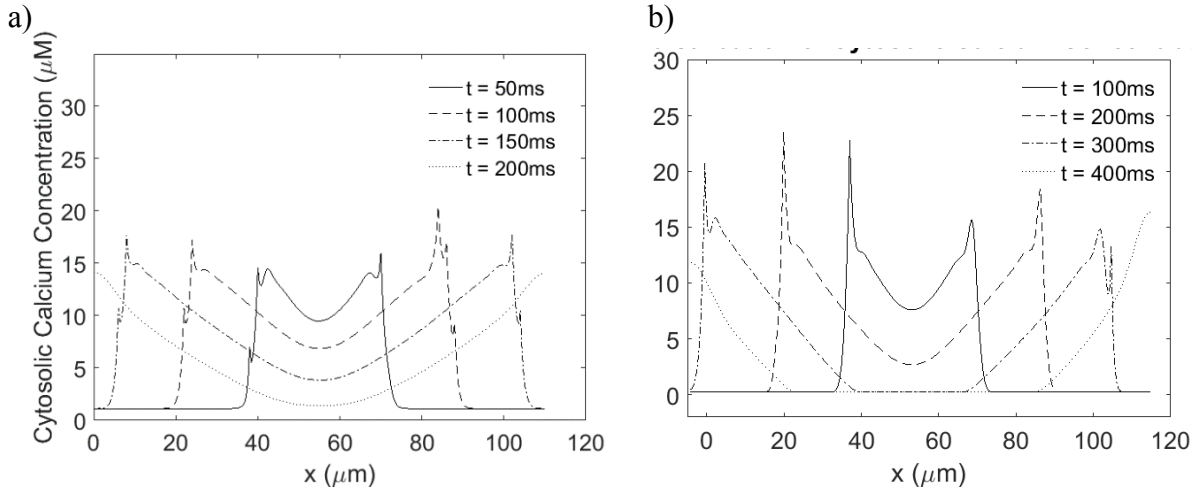 a)
b)
Cytosolic Calcium Concentration (μM)
30
25
20
15
10
5
0
0
20
40
60
80
100
120
x (μm)
t = 50ms
t = 100ms
t = 150ms
t = 200ms
30
25
20
15
10
5
0
0
20
40
60
80
100
120
x (μm)
t = 100ms
t = 200ms
t = 300ms
t = 400ms